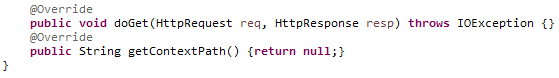 @Override
public void doGet(HttpRequest req, HttpResponse resp) throws IOException {}
@Override
public String getContextPath() {return null;}
}